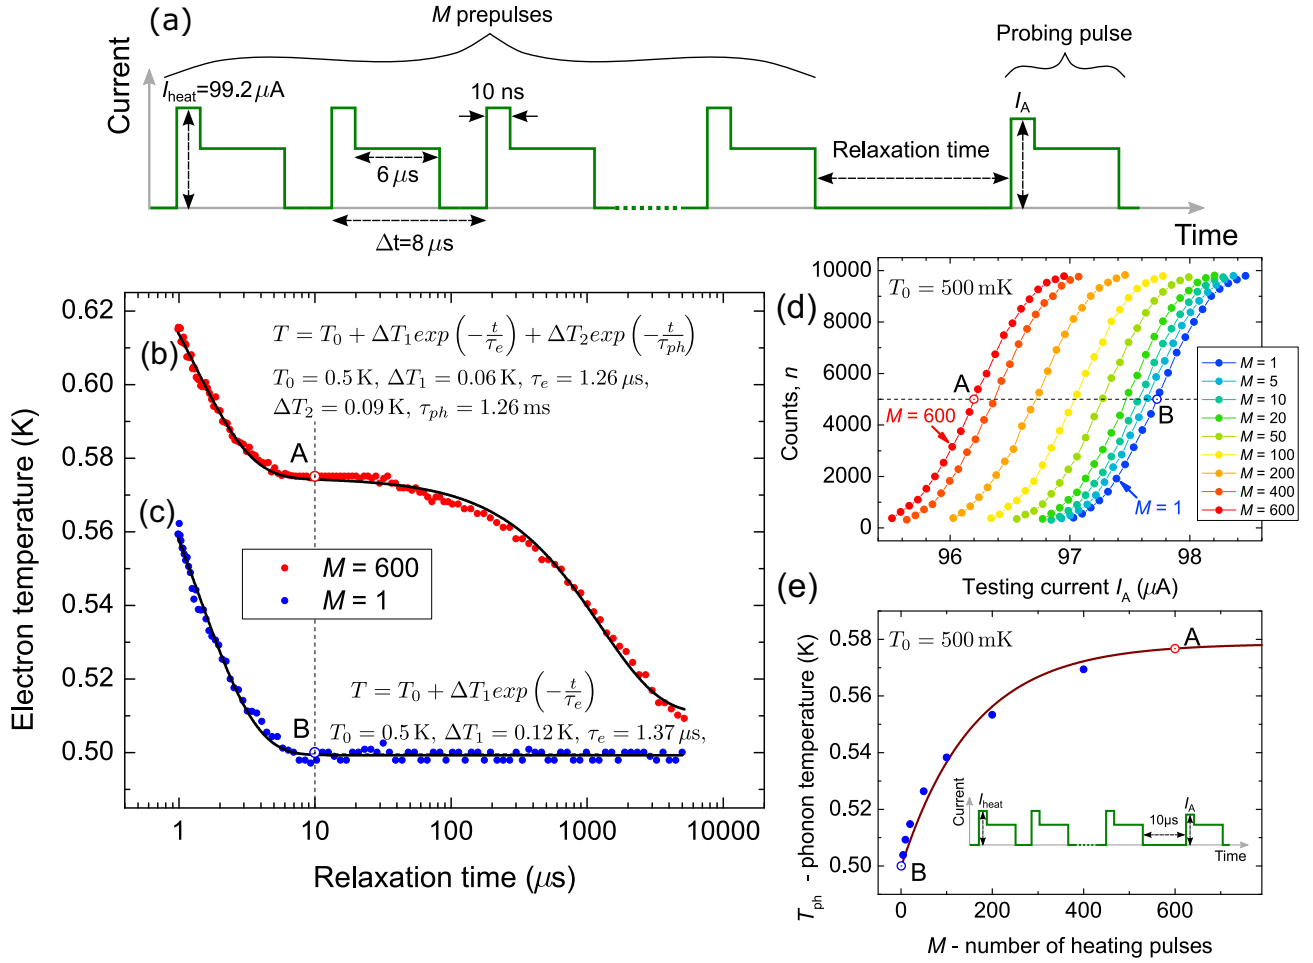 (a)
M prepulses
Probing pulse
Current
I_heat=99.2 μA
10 ns
I_A
6 μs
Relaxation time
Δt=8 μs
Time
(b)
T = T_0 + ΔT_1exp(−t/τ_e) + ΔT_2exp(−t/τ_ph)
T_0 = 0.5 K, ΔT_1 = 0.06 K, τ_e = 1.26 μs,
ΔT_2 = 0.09 K, τ_ph = 1.26 ms
A
(c)
M = 600
M = 1
T = T_0 + ΔT_1exp(−t/τ_e)
B
T_0 = 0.5 K, ΔT_1 = 0.12 K, τ_e = 1.37 μs,
0.62
0.60
0.58
0.56
0.54
0.52
0.50
Electron temperature (K)
1 10 100 1000 10000
Relaxation time (μs)
(d)
T_0 = 500 mK
10000
8000
6000
4000
2000
0
Counts, n
A
M = 600
B
M = 1
M = 1
M = 5
M = 10
M = 20
M = 50
M = 100
M = 200
M = 400
M = 600
96 97 98
Testing current I_A (μA)
(e)
T_0 = 500 mK
A
0.58
0.56
0.54
0.52
0.50
T_ph - phonon temperature (K)
B
Current
I_heat
I_A
10μs
Time
0 200 400 600
M - number of heating pulses